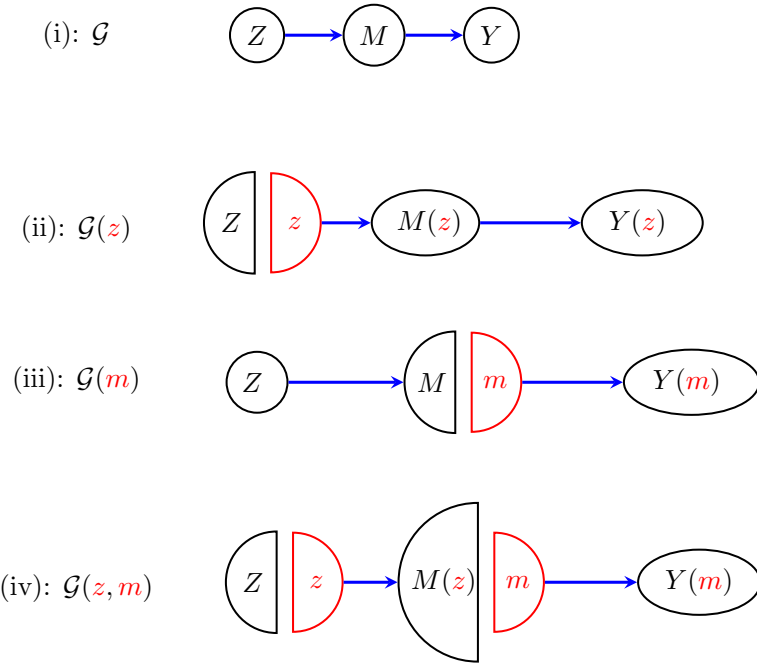 (i): 𝒢 Z M Y
(ii): 𝒢(z) Z z M(z) Y(z)
(iii): 𝒢(m) Z M m Y(m)
(iv): 𝒢(z, m) Z z M(z) m Y(m)